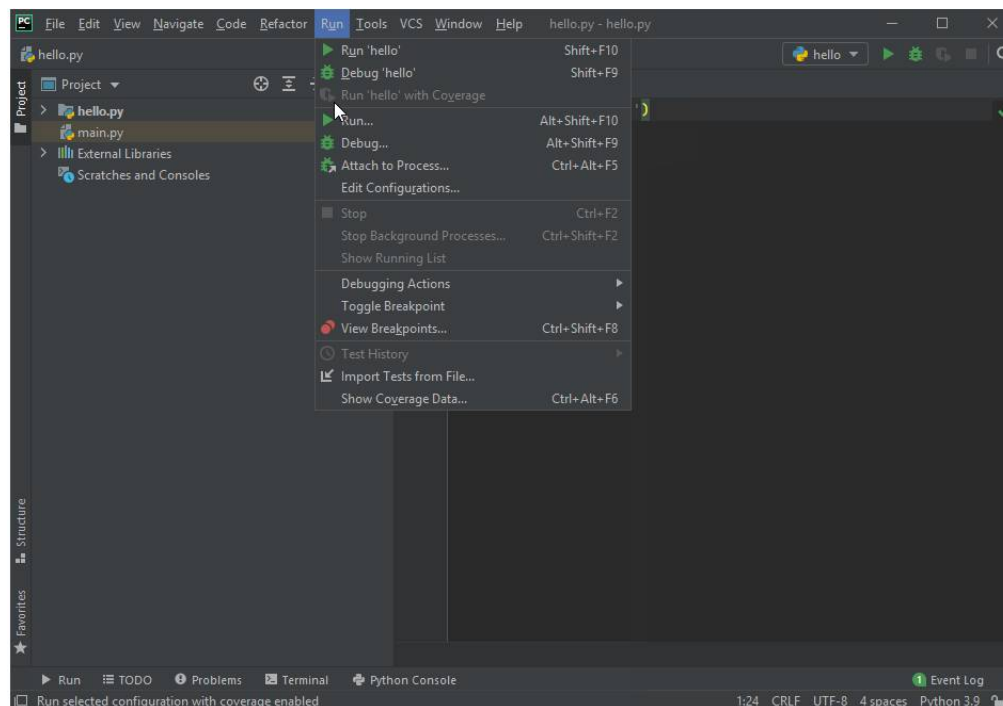 PC File Edit View Navigate Code Refactor Run Tools VCS Window Help hello.py - hello.py
hello.py
hello
Project
Project
hello.py
main.py
External Libraries
Scratches and Consoles
Run 'hello' Shift+F10
Debug 'hello' Shift+F9
Run 'hello' with Coverage
Run... Alt+Shift+F10
Debug... Alt+Shift+F9
Attach to Process... Ctrl+Alt+F5
Edit Configurations...
Stop Ctrl+F2
Stop Background Processes... Ctrl+Shift+F2
Show Running List
Debugging Actions
Toggle Breakpoint
View Breakpoints... Ctrl+Shift+F8
Test History
Import Tests from File...
Show Coverage Data... Ctrl+Alt+F6
')
Structure
Favorites
Run TODO Problems Terminal Python Console 1 Event Log
Run selected configuration with coverage enabled 1:24 CRLF UTF-8 4 spaces Python 3.9